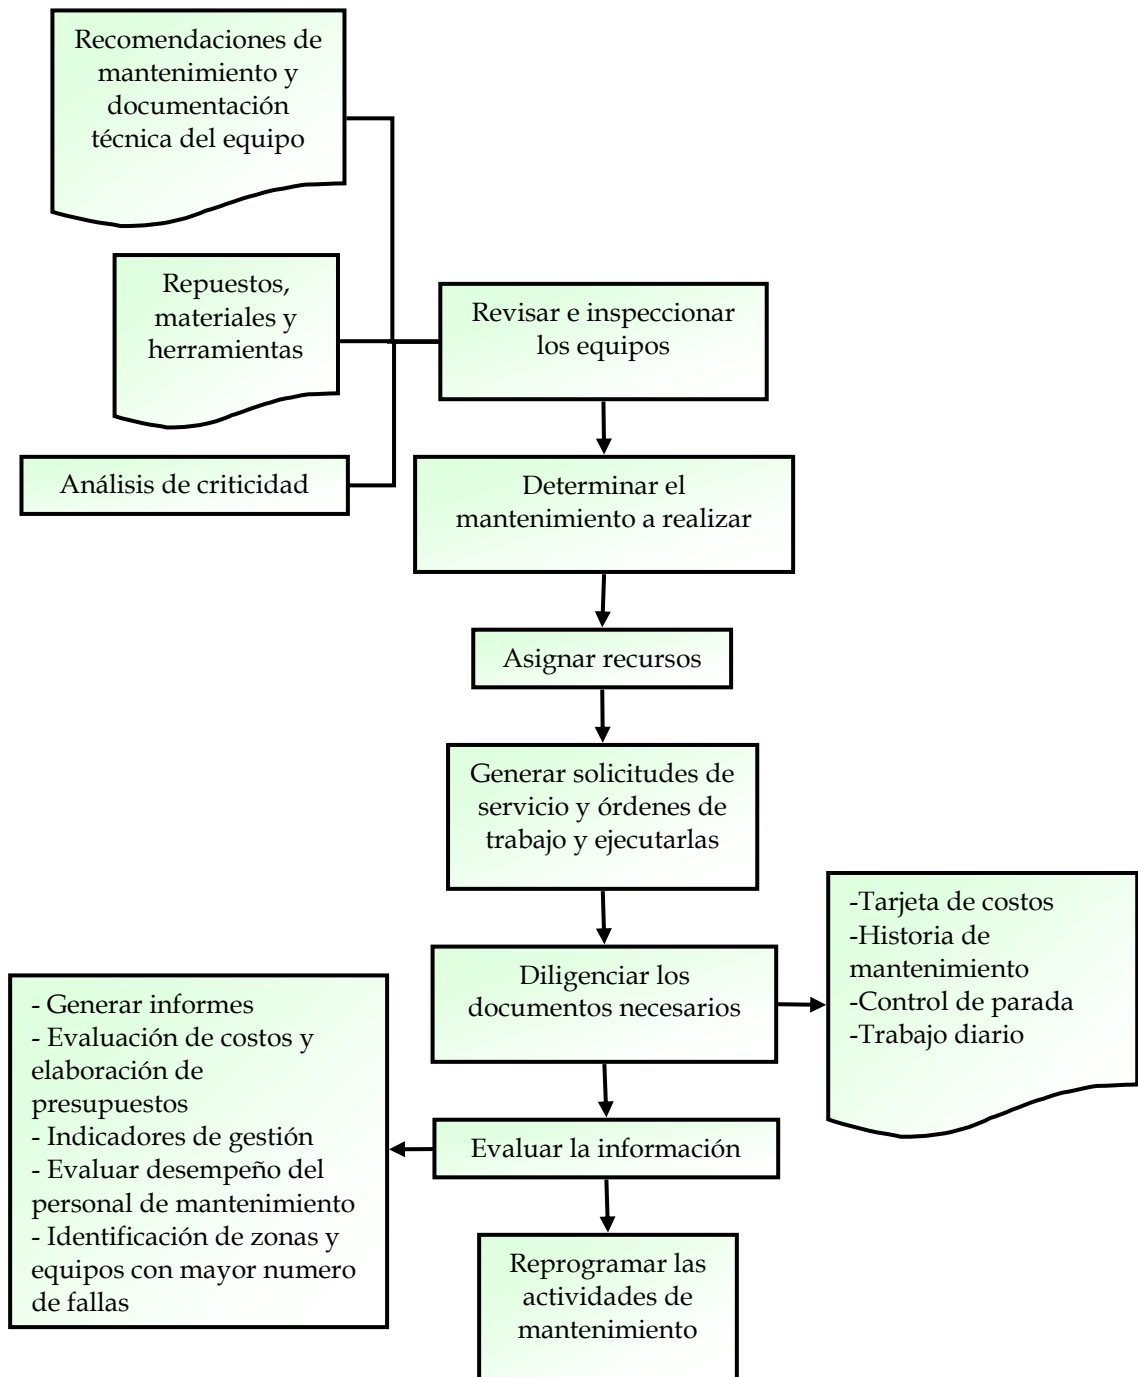 Recomendaciones de
mantenimiento y
documentación
técnica del equipo
Repuestos,
materiales y
herramientas
Revisar e inspeccionar
los equipos
Análisis de criticidad
Determinar el
mantenimiento a realizar
Asignar recursos
Generar solicitudes de
servicio y órdenes de
trabajo y ejecutarlas
-Tarjeta de costos
-Historia de
mantenimiento
-Control de parada
-Trabajo diario
Diligenciar los
documentos necesarios
- Generar informes
- Evaluación de costos y
elaboración de
presupuestos
- Indicadores de gestión
- Evaluar desempeño del
personal de mantenimiento
- Identificación de zonas y
equipos con mayor numero
de fallas
Evaluar la información
Reprogramar las
actividades de
mantenimiento